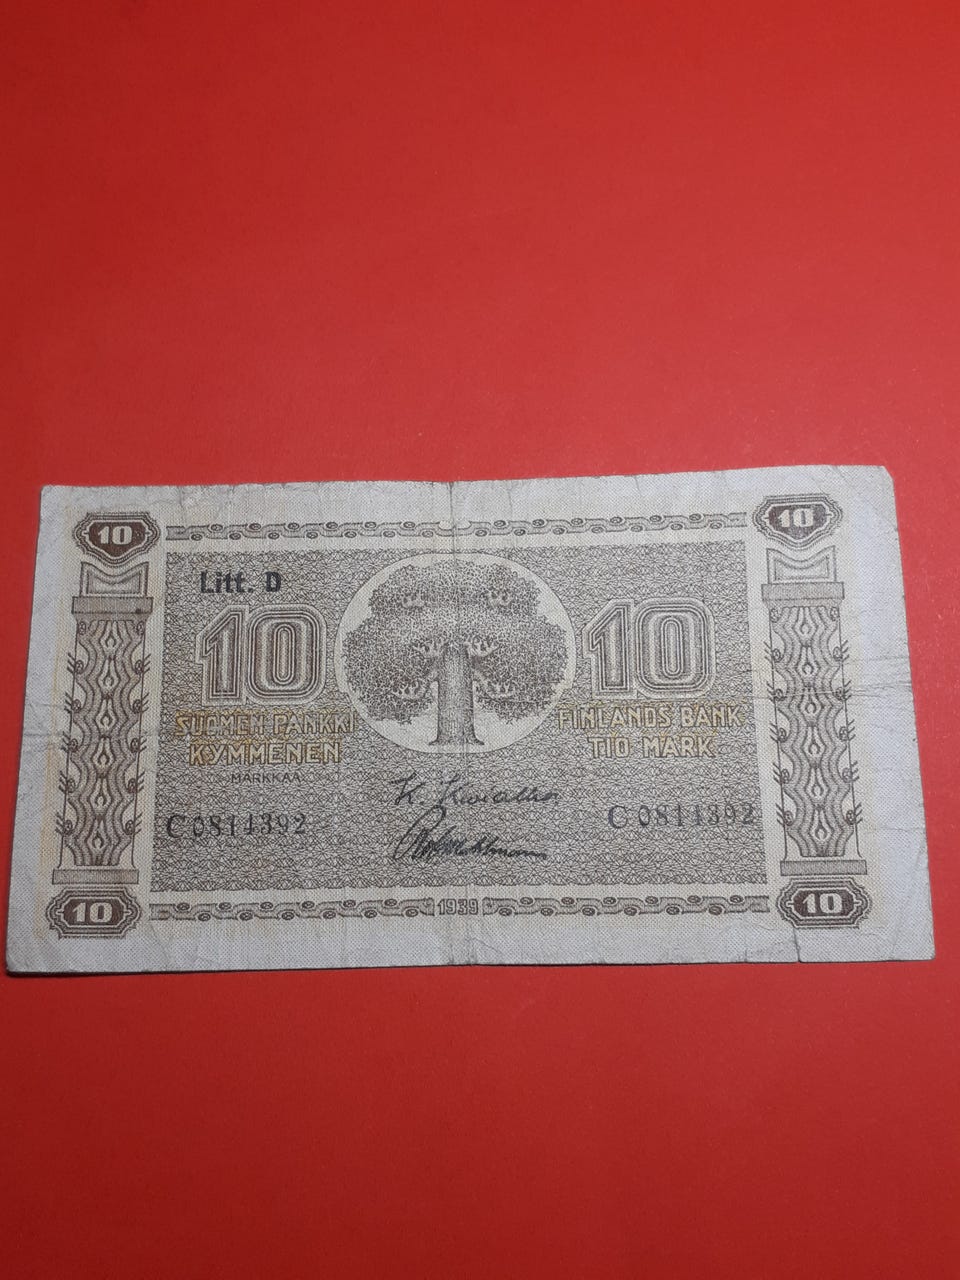 10 10
Litt. D
10 10
SUOMEN PANKKI FINLANDS BANK
KYMMENEN TIO MARK
MARKKAA
C 0814392 C 0814392
10 1939 10